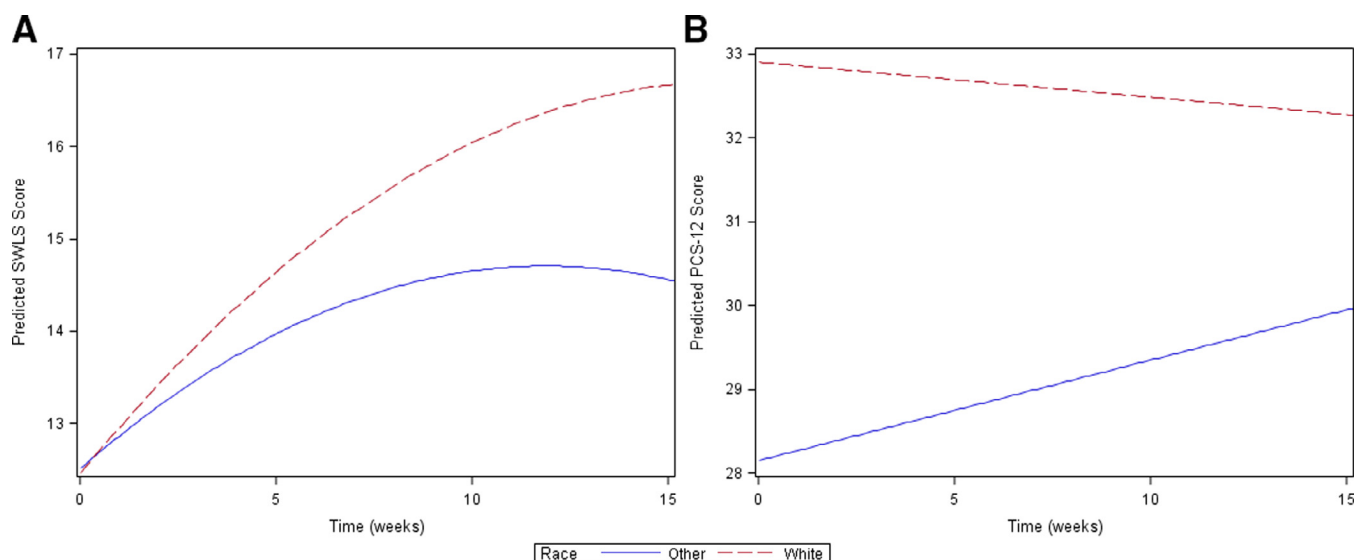 A
Predicted SWLS Score
17
16
15
14
13
0 5 10 15
Time (weeks)
B
Predicted PCS-12 Score
33
32
31
30
29
28
0 5 10 15
Time (weeks)
Race Other White